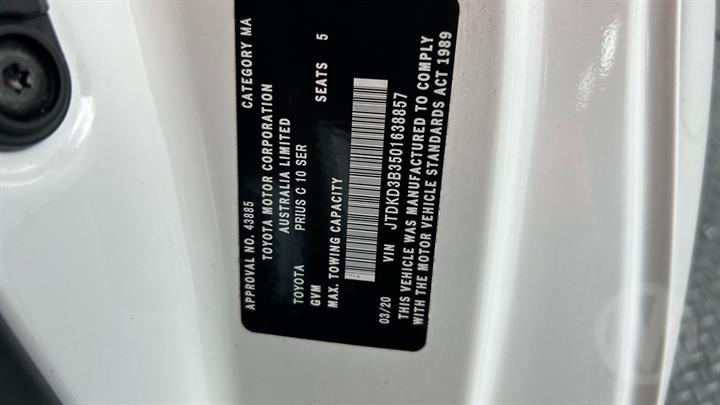 APPROVAL NO. 43885 CATEGORY MA
TOYOTA MOTOR CORPORATION
AUSTRALIA LIMITED
TOYOTA PRIUS C 10 SER
GVM SEATS 5
MAX. TOWING CAPACITY
03/20 VIN JTDKD3B3501638857
THIS VEHICLE WAS MANUFACTURED TO COMPLY
WITH THE MOTOR VEHICLE STANDARDS ACT 1989